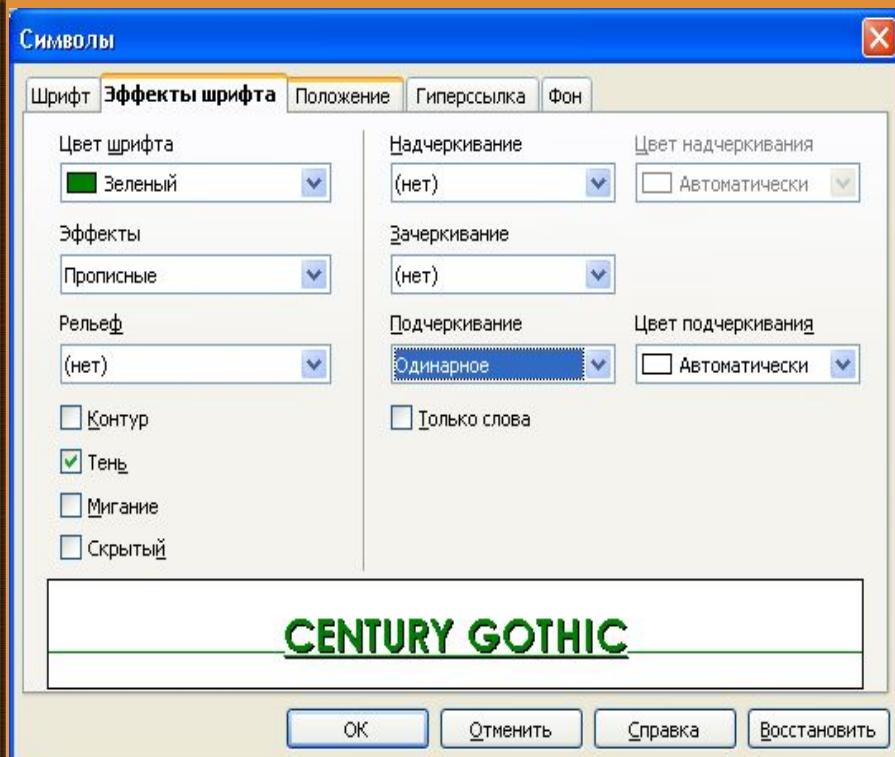 Символы
Шрифт Эффекты шрифта Положение Гиперссылка Фон
Цвет шрифта Надчеркивание Цвет надчеркивания
Зеленый (нет) Автоматически
Эффекты Зачеркивание
Прописные (нет)
Рельеф Подчеркивание Цвет подчеркивания
(нет) Одинарное Автоматически
Контур Только слова
Тень
Мигание
Скрытый
CENTURY GOTHIC
ОК Отменить Справка Восстановить